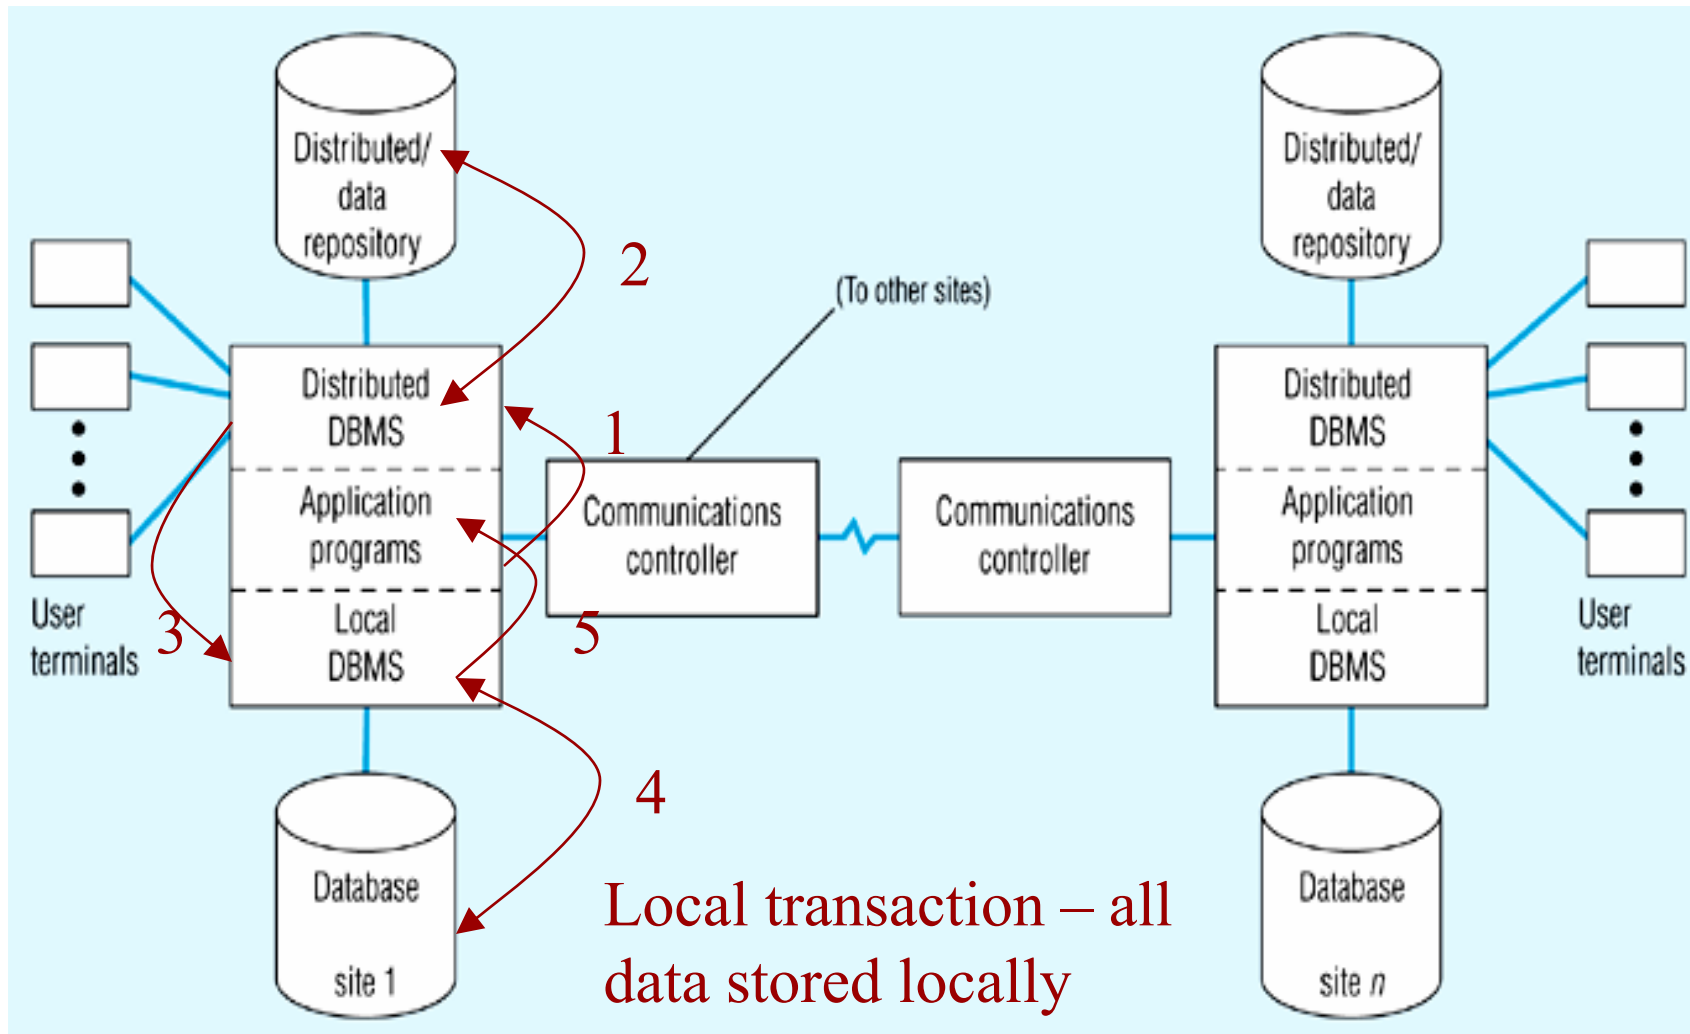 Distributed/
data
repository
2
(To other sites)
Distributed
DBMS
1
Application
programs
Local
DBMS
3
5
User
terminals
Communications
controller
Communications
controller
4
Database
site 1
Local transaction – all
data stored locally
Distributed/
data
repository
Distributed
DBMS
Application
programs
Local
DBMS
User
terminals
Database
site n